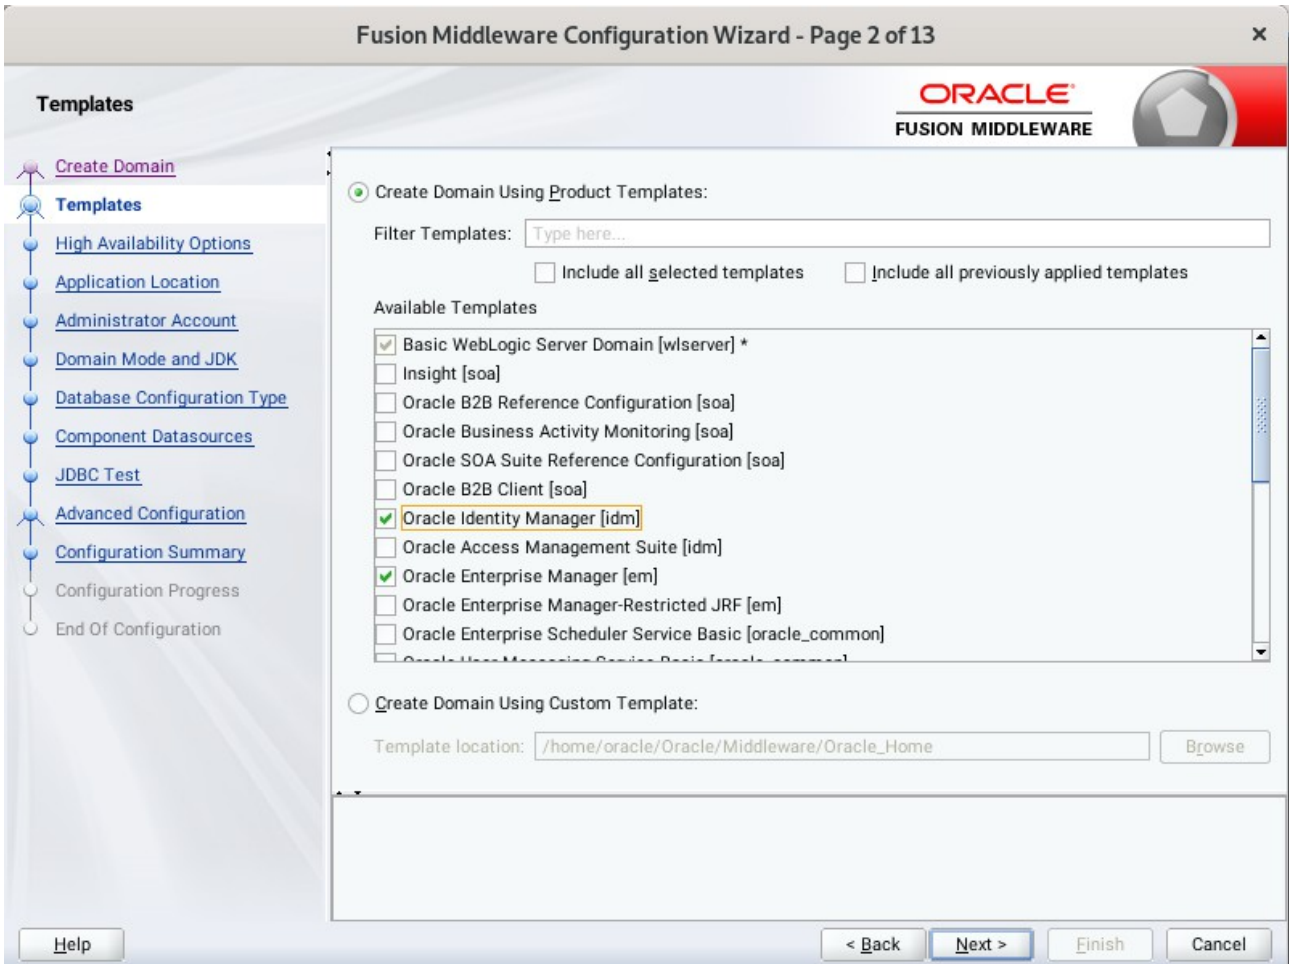 Fusion Middleware Configuration Wizard - Page 2 of 13
Templates
ORACLE
FUSION MIDDLEWARE
Create Domain
Templates
High Availability Options
Application Location
Administrator Account
Domain Mode and JDK
Database Configuration Type
Component Datasources
JDBC Test
Advanced Configuration
Configuration Summary
Configuration Progress
End Of Configuration
Create Domain Using Product Templates:
Filter Templates: Type here...
Include all selected templates Include all previously applied templates
Available Templates
Basic WebLogic Server Domain [wlserver] *
Insight [soa]
Oracle B2B Reference Configuration [soa]
Oracle Business Activity Monitoring [soa]
Oracle SOA Suite Reference Configuration [soa]
Oracle B2B Client [soa]
Oracle Identity Manager [idm]
Oracle Access Management Suite [idm]
Oracle Enterprise Manager [em]
Oracle Enterprise Manager-Restricted JRF [em]
Oracle Enterprise Scheduler Service Basic [oracle_common]
Oracle User Messaging Service Basic [oracle_common]
Create Domain Using Custom Template:
Template location: /home/oracle/Oracle/Middleware/Oracle_Home Browse
Help < Back Next > Finish Cancel